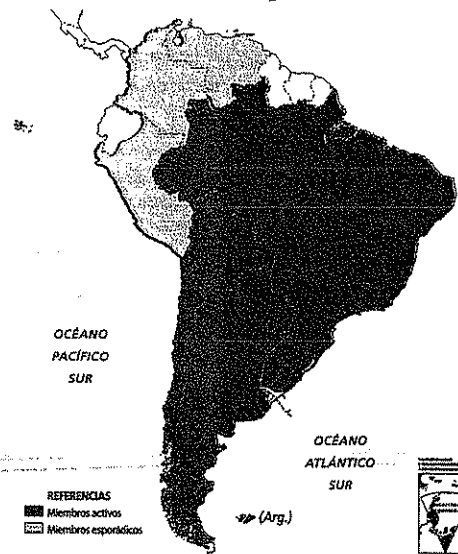 OCÉANO
PACÍFICO
SUR
OCÉANO
ATLÁNTICO
SUR
REFERENCIAS
Miembros activos
Miembros esporádicos
(Arg.)